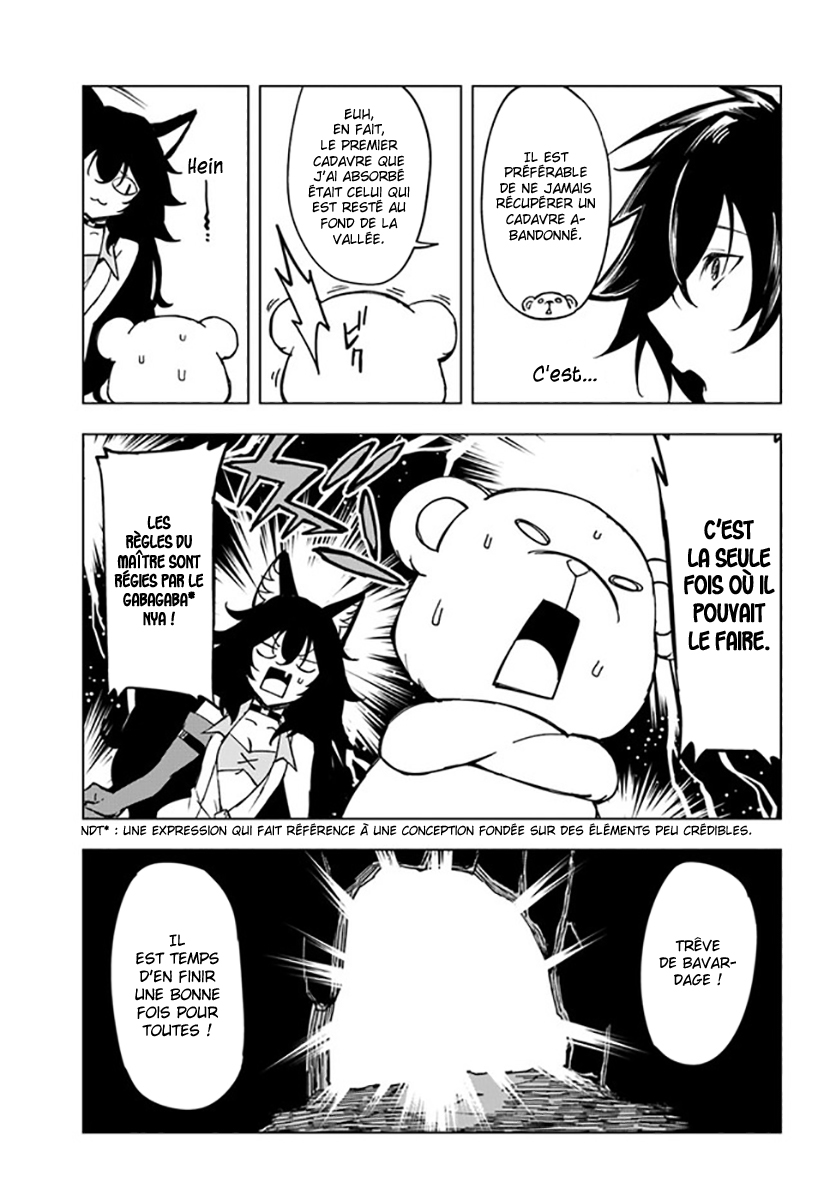 IL EST
PRÉFÉRABLE
DE NE JAMAIS
RÉCUPÉRER UN
CADAVRE A-
BANDONNÉ.
C'est...
EUH,
EN FAIT,
LE PREMIER
CADAVRE QUE
J'AI ABSORBÉ
ÉTAIT CELUI QUI
EST RESTÉ AU
FOND DE LA
VALLÉE.
Hein
C'EST
LA SEULE
FOIS OÙ IL
POUVAIT
LE FAIRE.
LES
RÈGLES DU
MAÎTRE SONT
RÉGIES PAR LE
GABAGABA*
NYA !
NDT* : UNE EXPRESSION QUI FAIT RÉFÉRENCE À UNE CONCEPTION FONDÉE SUR DES ÉLÉMENTS PEU CRÉDIBLES.
TRÊVE
DE BAVAR-
DAGE !
IL
EST TEMPS
D'EN FINIR
UNE BONNE
FOIS POUR
TOUTES !